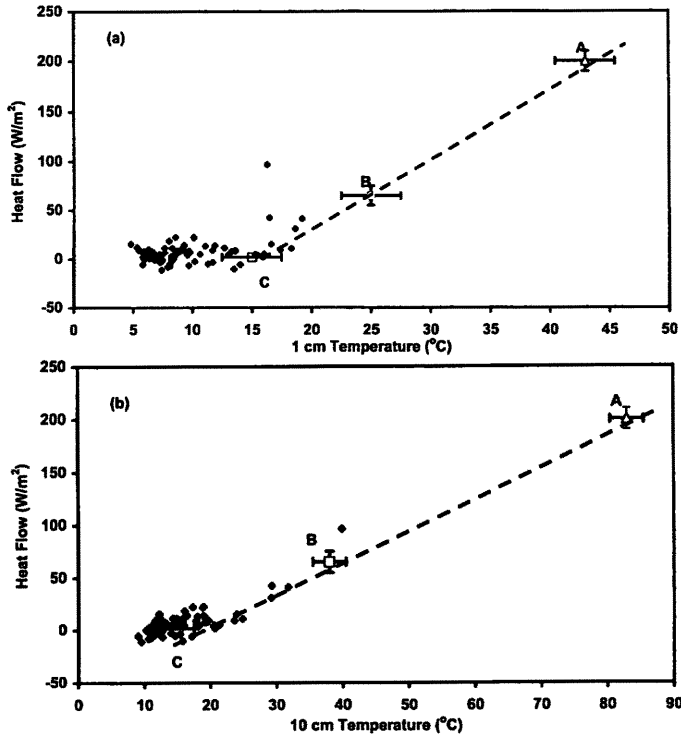 (a)
A
B
C
250
200
150
100
50
0
-50
Heat Flow (W/m²)
0 5 10 15 20 25 30 35 40 45 50
1 cm Temperature (°C)
(b)
A
B
C
250
200
150
100
50
0
-50
Heat Flow (W/m²)
0 10 20 30 40 50 60 70 80 90
10 cm Temperature (°C)